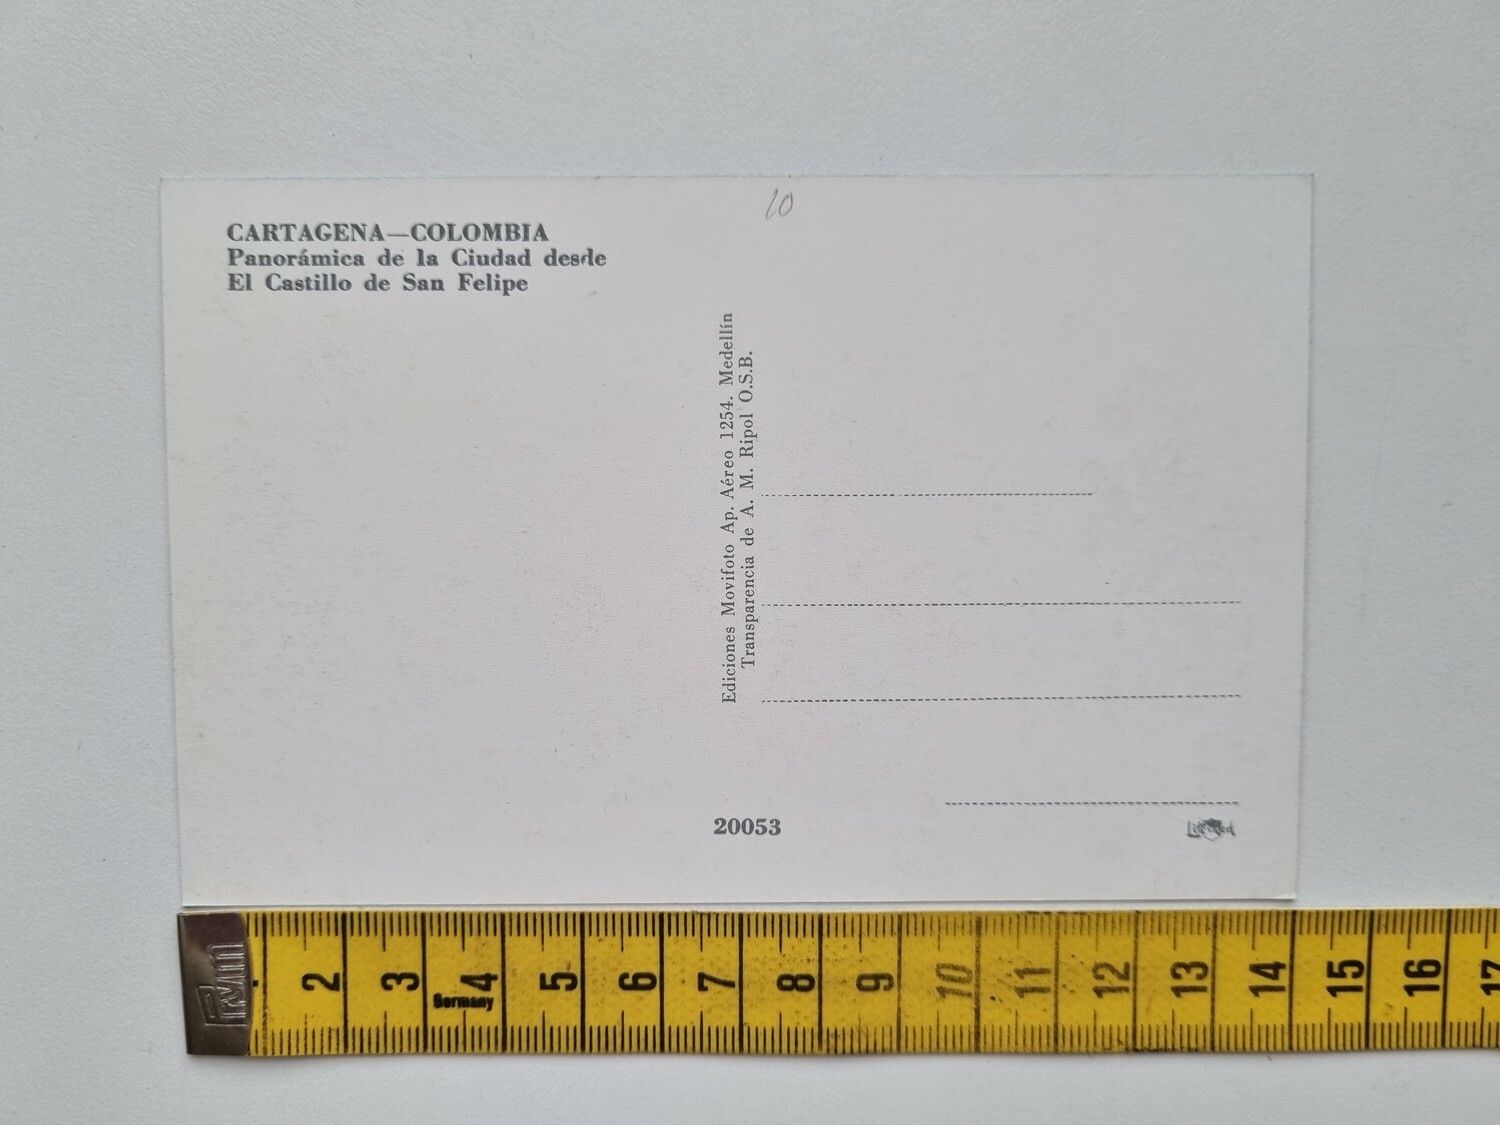 10
CARTAGENA—COLOMBIA
Panorámica de la Ciudad desde
El Castillo de San Felipe
Ediciones Movifoto Ap. Aéreo 1254. Medellín
Transparencia de A. M. Ripol O.S.B.
20053
Prym
2 3 4 5 6 7 8 9 10 11 12 13 14 15 16 17
Germany